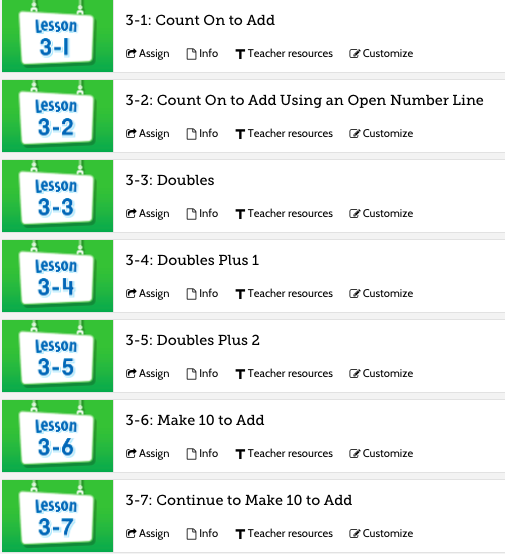 Lesson
3-1
3-1: Count On to Add
Assign Info Teacher resources Customize
Lesson
3-2
3-2: Count On to Add Using an Open Number Line
Assign Info Teacher resources Customize
Lesson
3-3
3-3: Doubles
Assign Info Teacher resources Customize
Lesson
3-4
3-4: Doubles Plus 1
Assign Info Teacher resources Customize
Lesson
3-5
3-5: Doubles Plus 2
Assign Info Teacher resources Customize
Lesson
3-6
3-6: Make 10 to Add
Assign Info Teacher resources Customize
Lesson
3-7
3-7: Continue to Make 10 to Add
Assign Info Teacher resources Customize